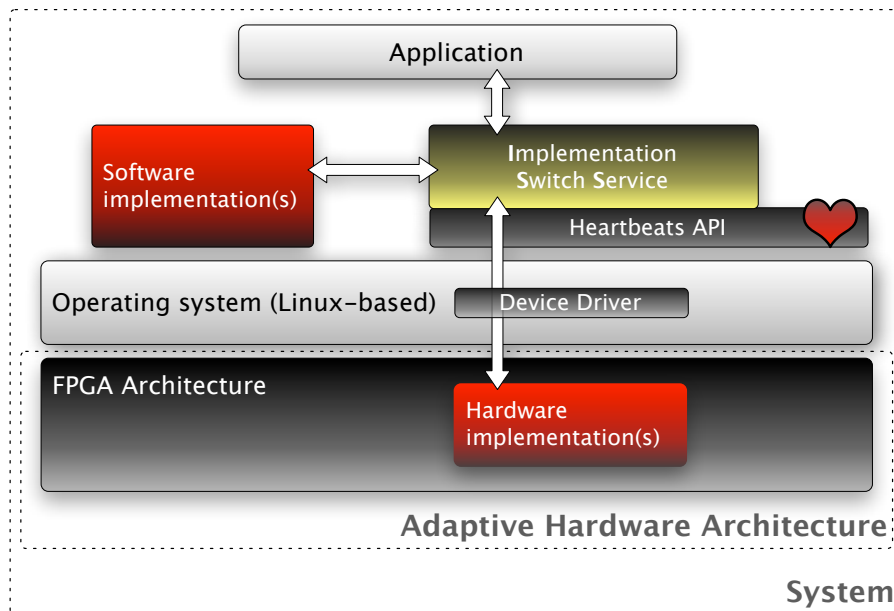 Application
Software
implementation(s)
Implementation
Switch Service
Heartbeats API
Operating system (Linux-based)
Device Driver
FPGA Architecture
Hardware
implementation(s)
Adaptive Hardware Architecture
System